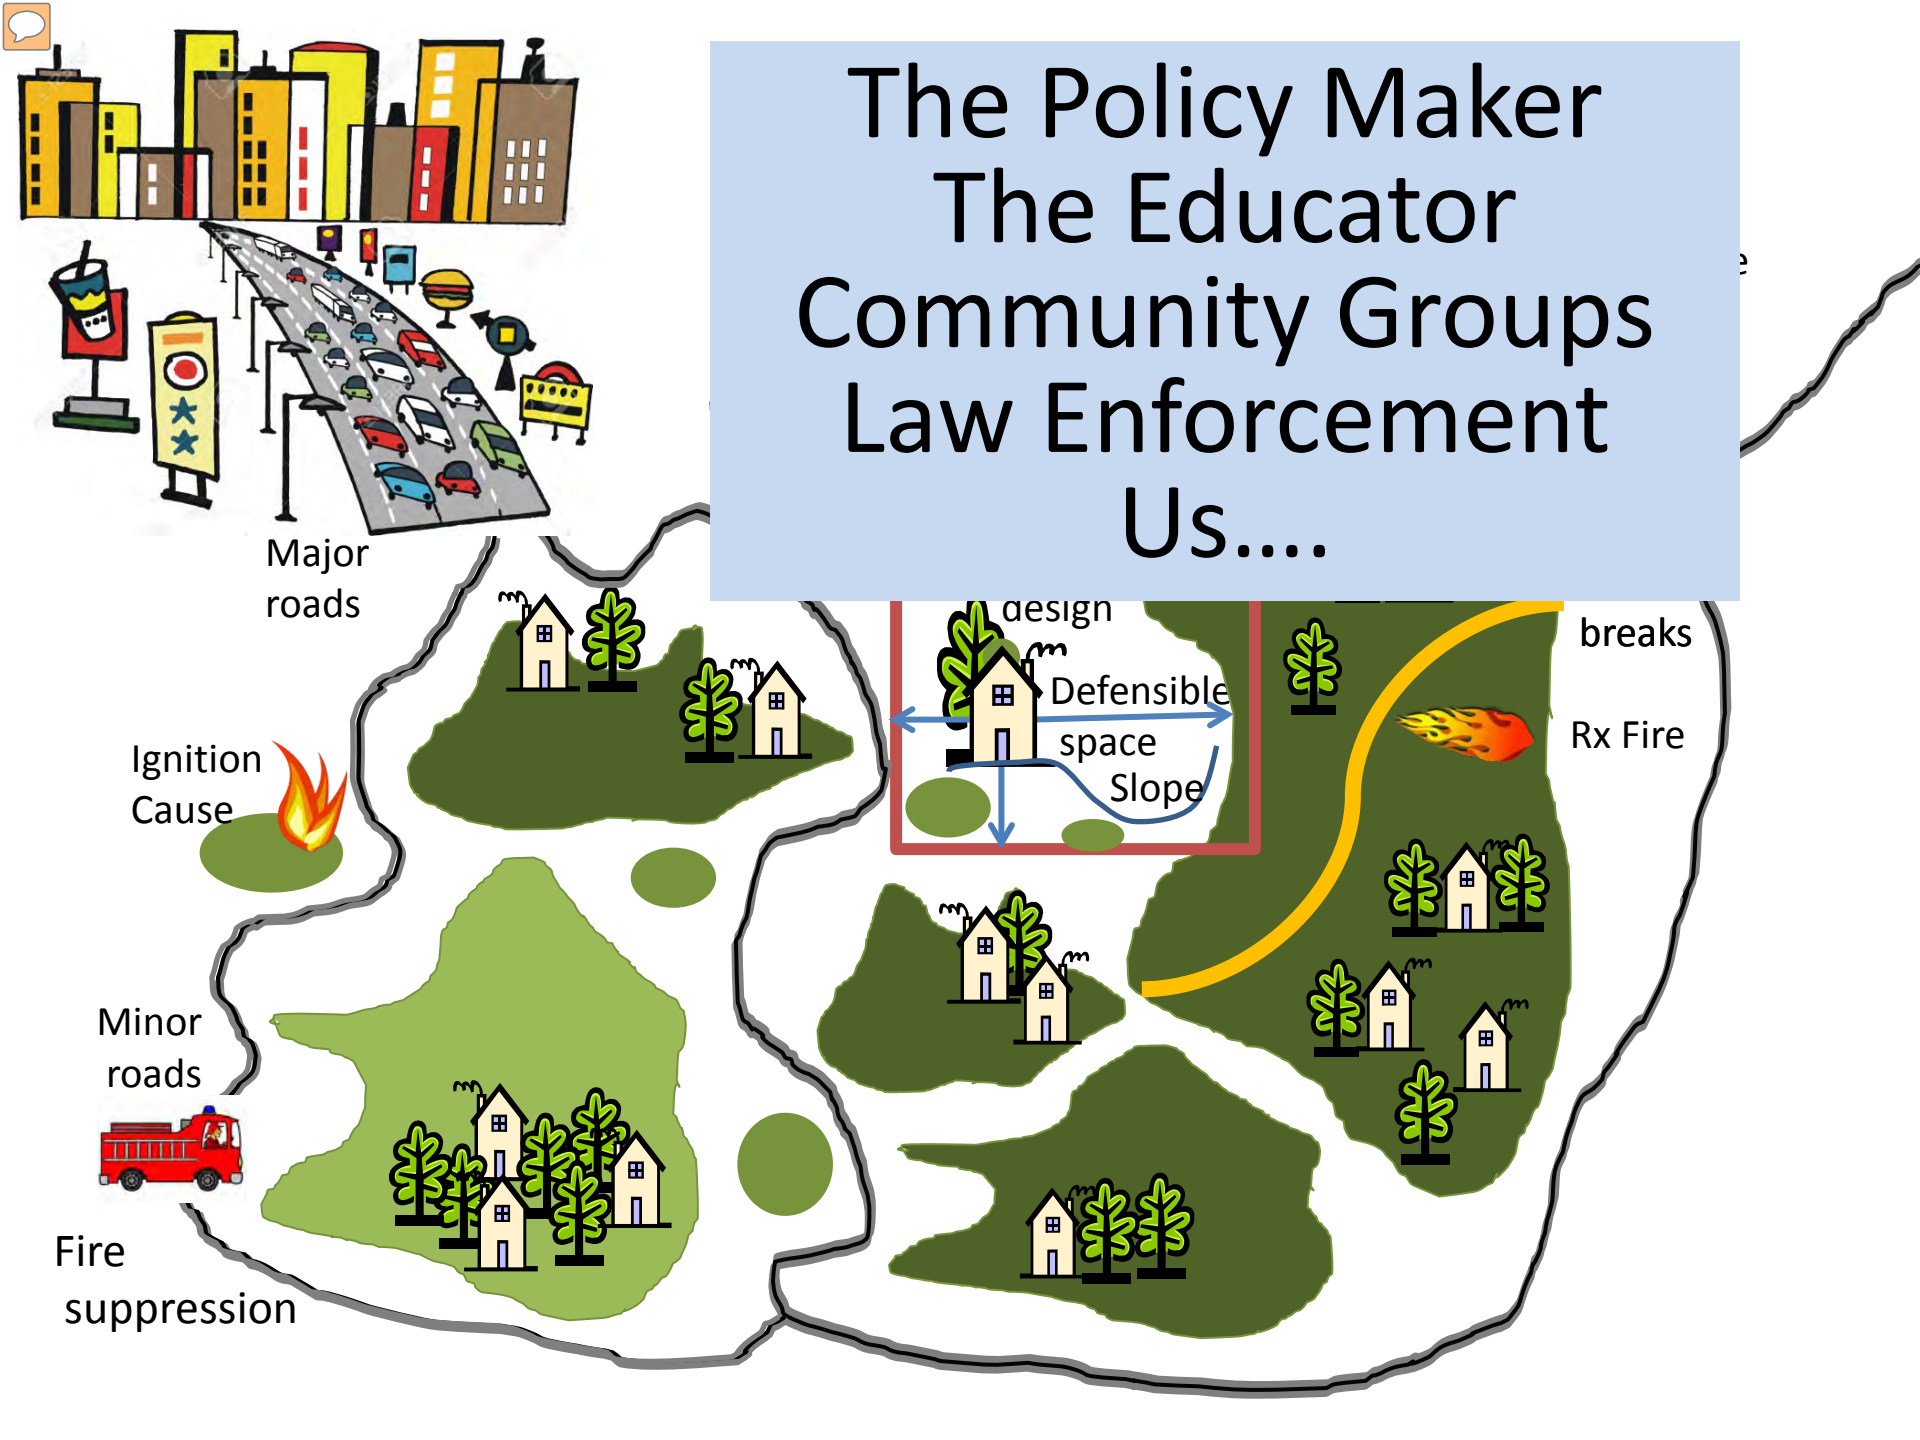 The Policy Maker
The Educator
Community Groups
Law Enforcement
Us....
Major
roads
design
breaks
Defensible
space
Slope
Rx Fire
Ignition
Cause
Minor
roads
Fire
suppression